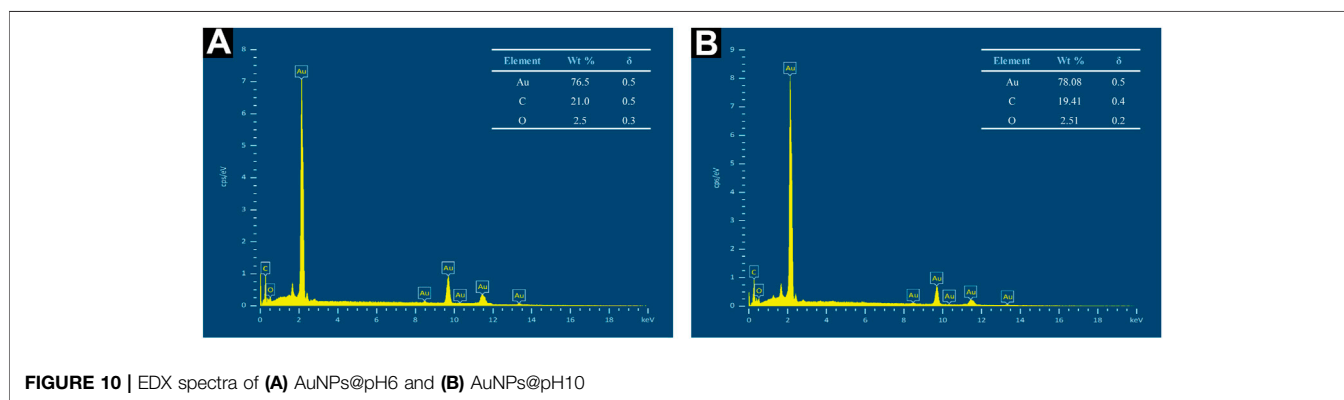 A
8
7
6
5
4
3
2
1
0
cps/eV
Au
C
O
Au
Au
Au
Au
Au
0 2 4 6 8 10 12 14 16 18 keV
Element Wt % δ
Au 76.5 0.5
C 21.0 0.5
O 2.5 0.3
B
9
8
7
6
5
4
3
2
1
0
cps/eV
Au
C
O
Au
Au
Au
Au
Au
0 2 4 6 8 10 12 14 16 18 keV
Element Wt % δ
Au 78.08 0.5
C 19.41 0.4
O 2.51 0.2
FIGURE 10 | EDX spectra of (A) AuNPs@pH6 and (B) AuNPs@pH10